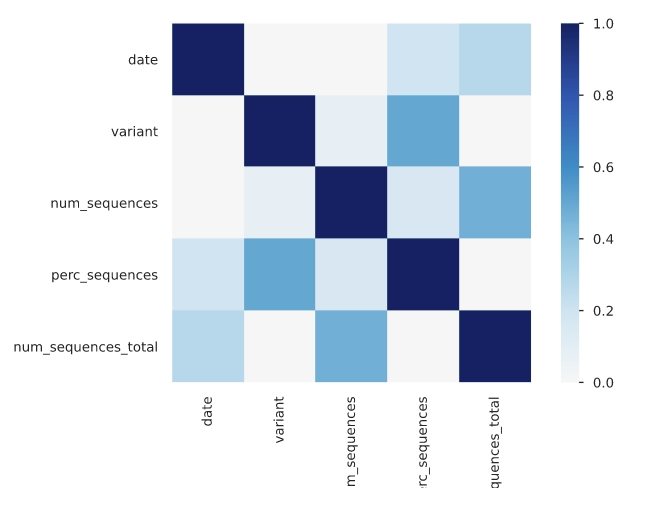 date
variant
num_sequences
perc_sequences
num_sequences_total
date
variant
m_sequences
rc_sequences
quences_total
1.0
0.8
0.6
0.4
0.2
0.0